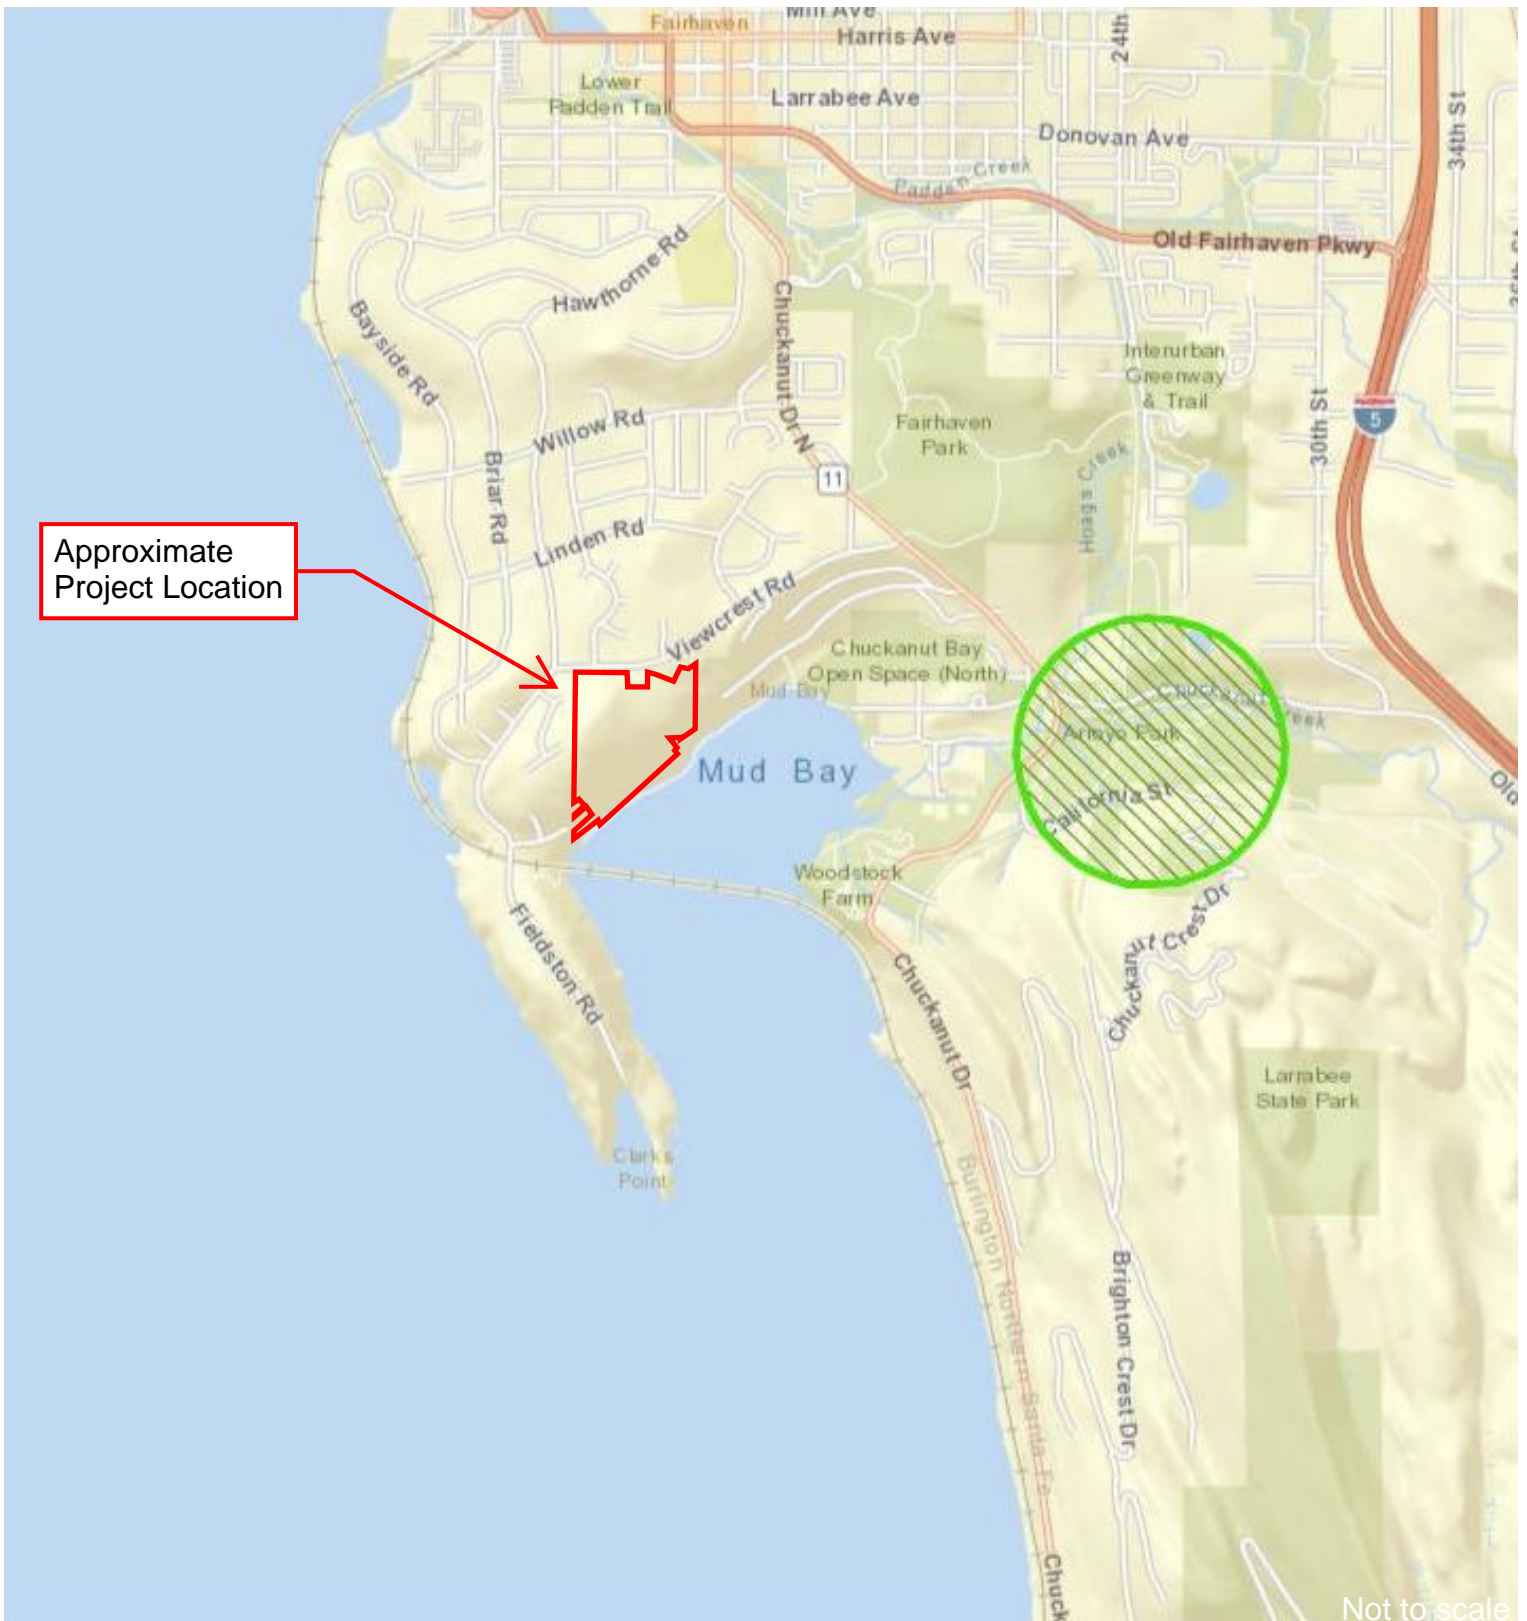 Mill Ave
Fairhaven
Harris Ave
24th
Lower
Padden Trail
Larrabee Ave
Donovan Ave
34th St
Padden Creek
Old Fairhaven Pkwy
36th St
Hawthorne Rd
Bayside Rd
Chuckanut Dr N
Interurban
Greenway
& Trail
Fairhaven
Park
30th St
5
Willow Rd
Briar Rd
11
Hoags Creek
Linden Rd
Approximate
Project Location
Viewcrest Rd
Chuckanut Bay
Open Space (North)
Mud Bay
Chuckanut Creek
Arroyo Park
Mud Bay
California St
Old
Woodstock
Farm
Fieldston Rd
Chuckanut Crest Dr
Chuckanut Dr
Larrabee
State Park
Clarks
Point
Burlington Northern Santa Fe
Brighton Crest Dr
Chuck
Not to scale